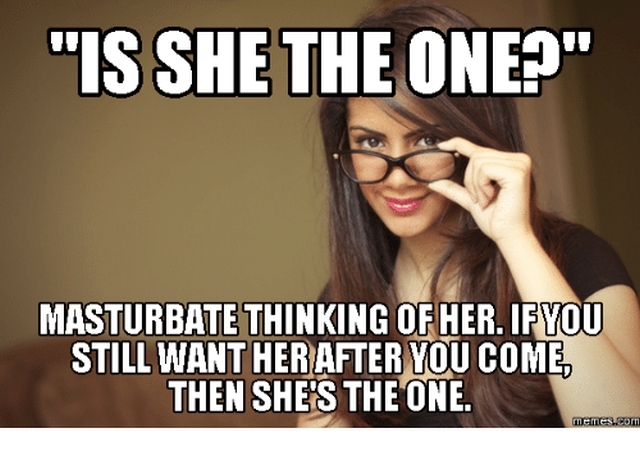 "IS SHE THE ONE?"
MASTURBATE THINKING OF HER. IF YOU
STILL WANT HER AFTER YOU COME,
THEN SHE'S THE ONE.
memes.com